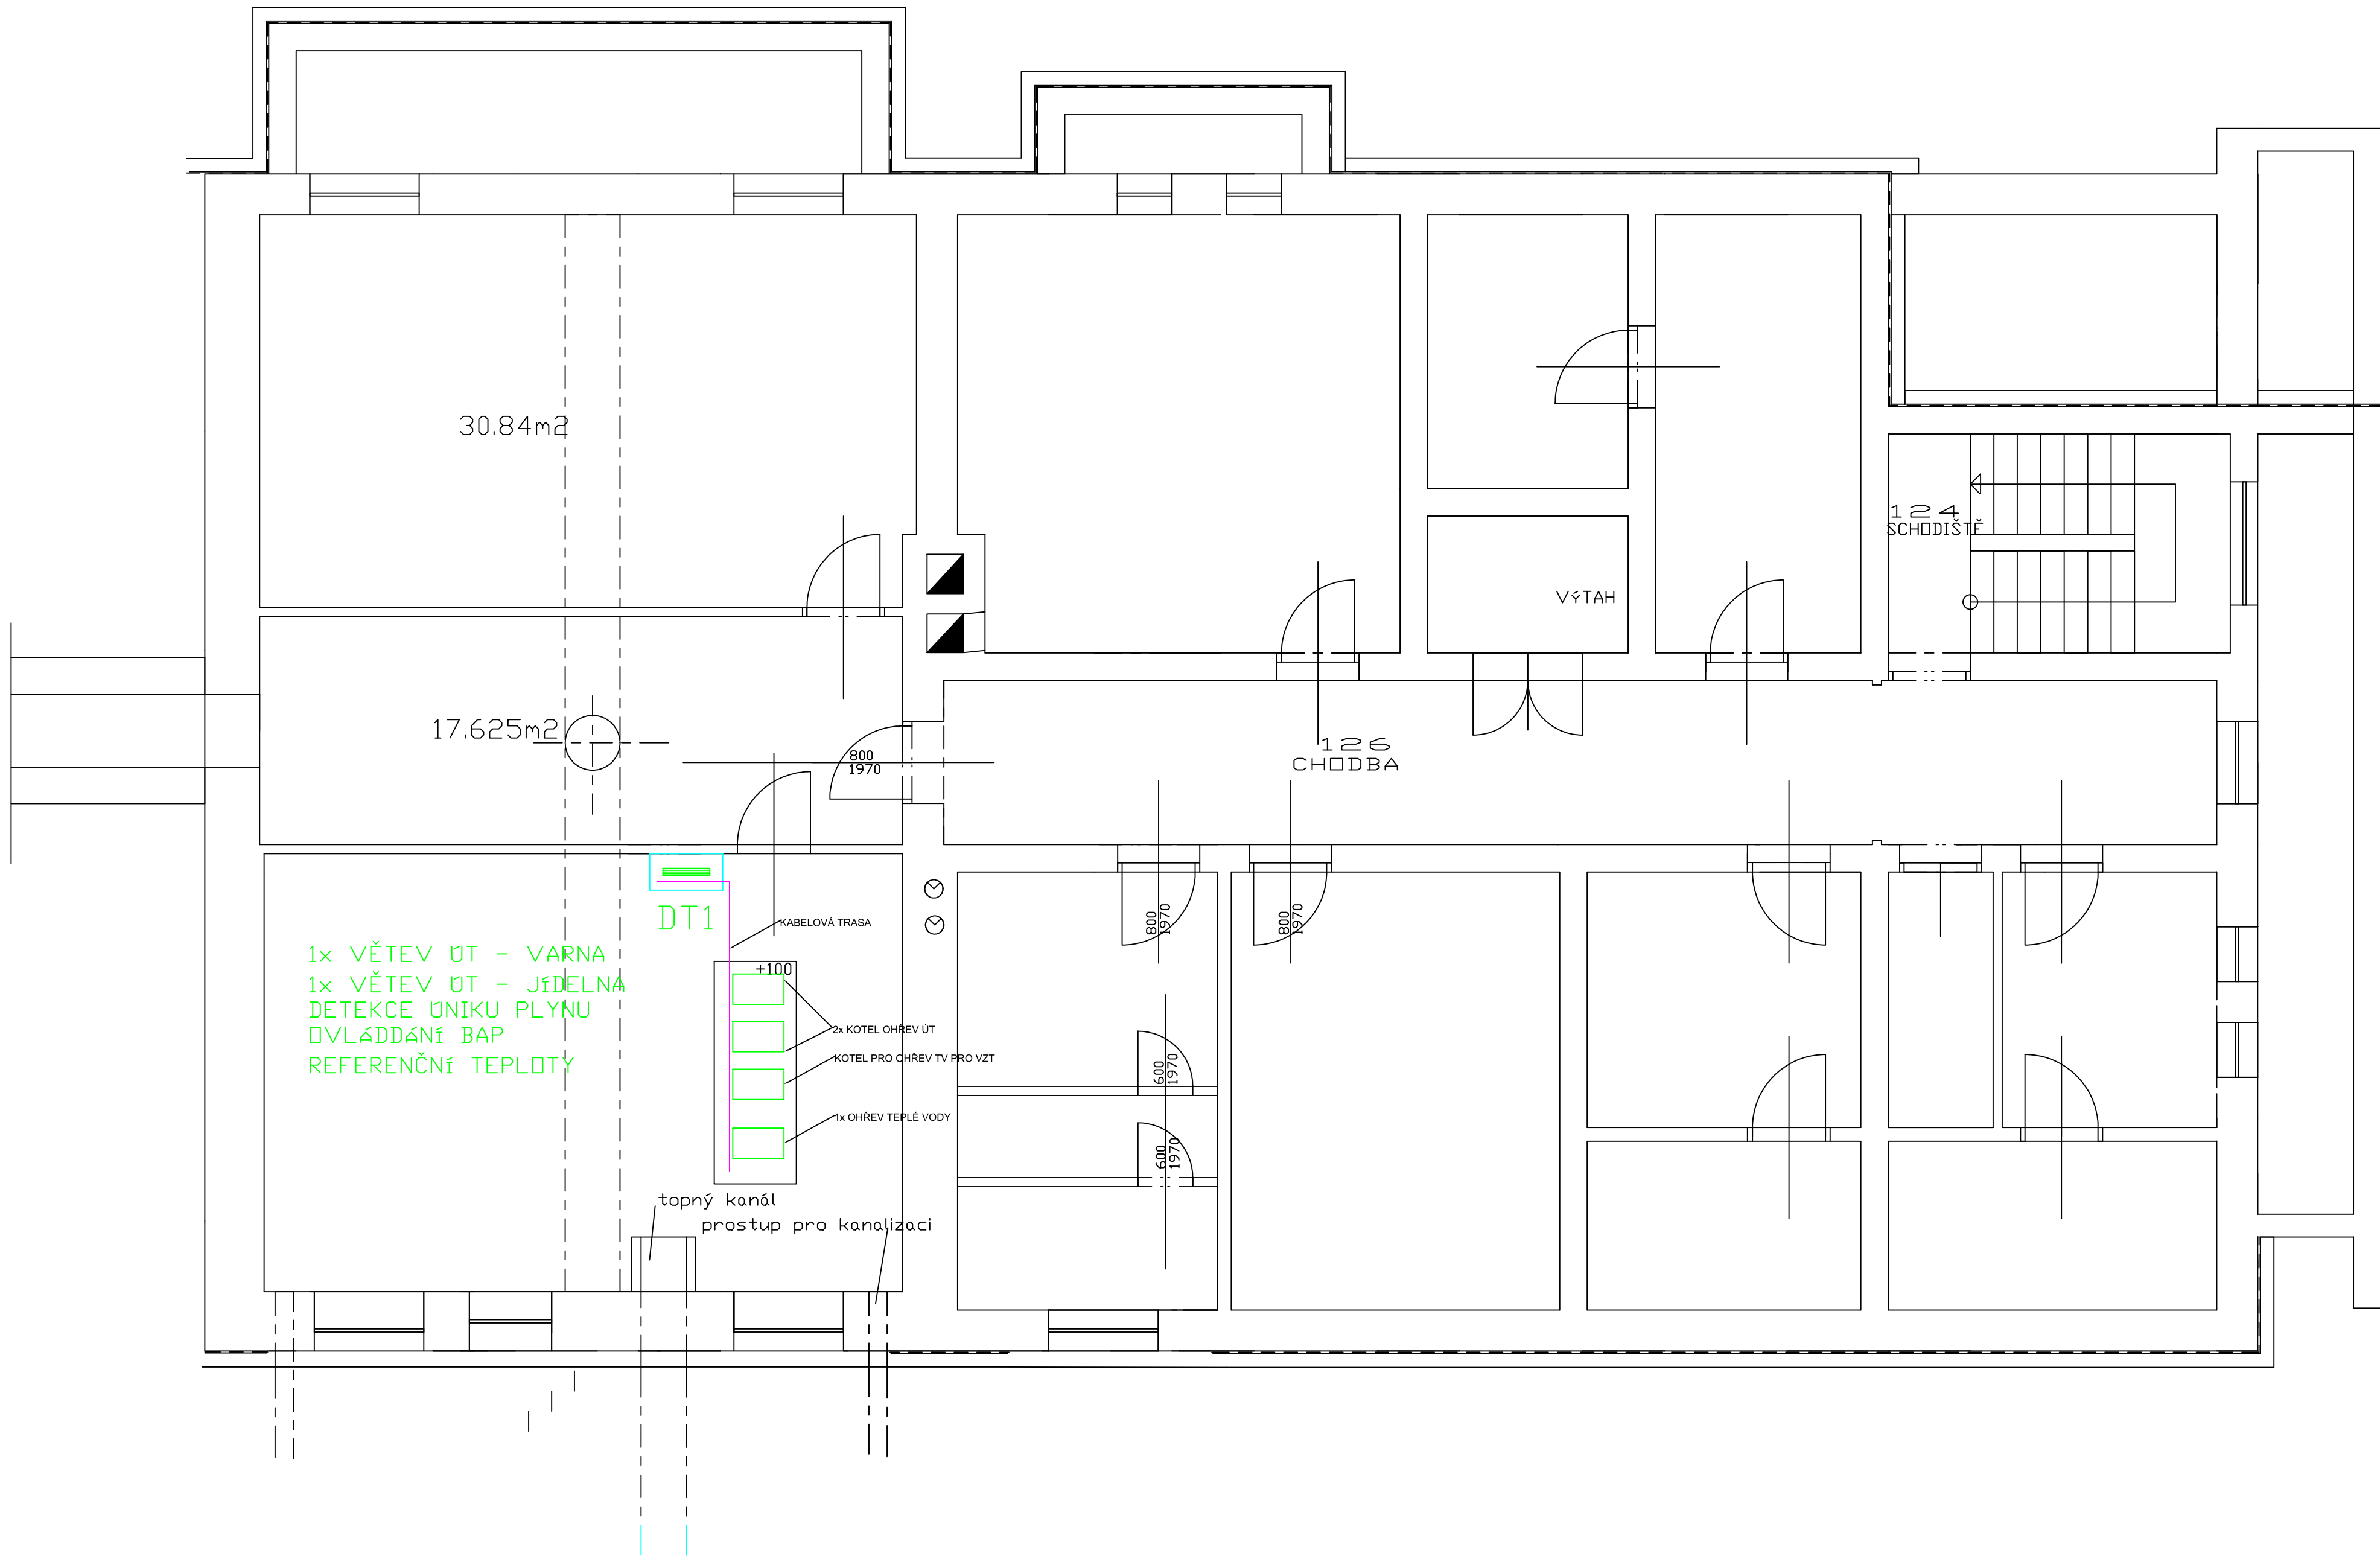 30.84m2
124
SCHODIŠTĚ
VÝTAH
17.625m2
800
1970
126
CHODBA
DT1
KABELOVÁ TRASA
800
1970
800
1970
1x VĚTEV ÚT - VARNA
1x VĚTEV ÚT - JÍDELNA
DETEKCE ÚNIKU PLYNU
OVLÁDDÁNÍ BAP
REFERENČNÍ TEPLOTY
+100
2x KOTEL OHŘEV ÚT
KOTEL PRO OHŘEV TV PRO VZT
1x OHŘEV TEPLÉ VODY
600
1970
600
1970
topný kanál
prostup pro kanalizaci